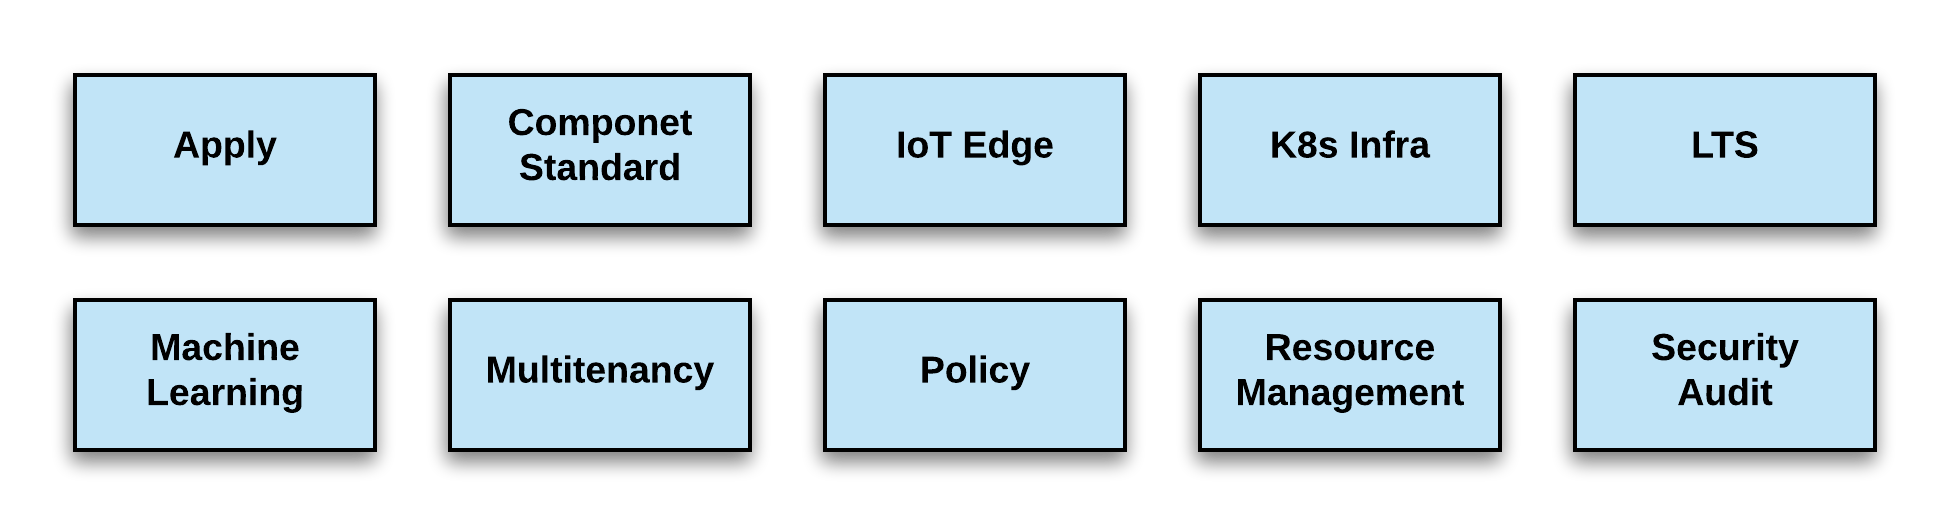 Apply
Componet
Standard
IoT Edge
K8s Infra
LTS
Machine
Learning
Multitenancy
Policy
Resource
Management
Security
Audit